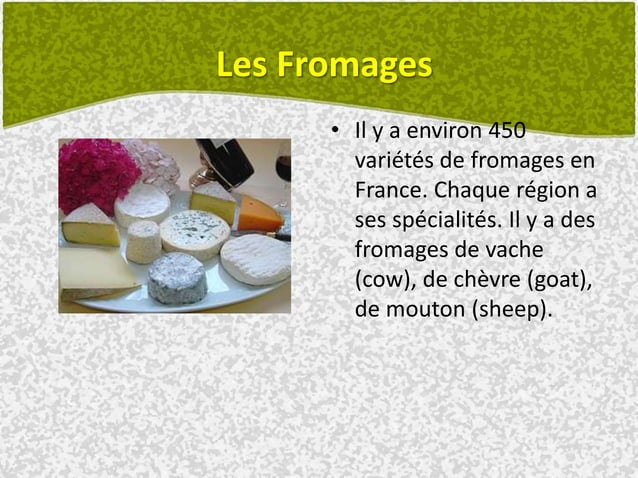 Les Fromages
• Il y a environ 450
variétés de fromages en
France. Chaque région a
ses spécialités. Il y a des
fromages de vache
(cow), de chèvre (goat),
de mouton (sheep).